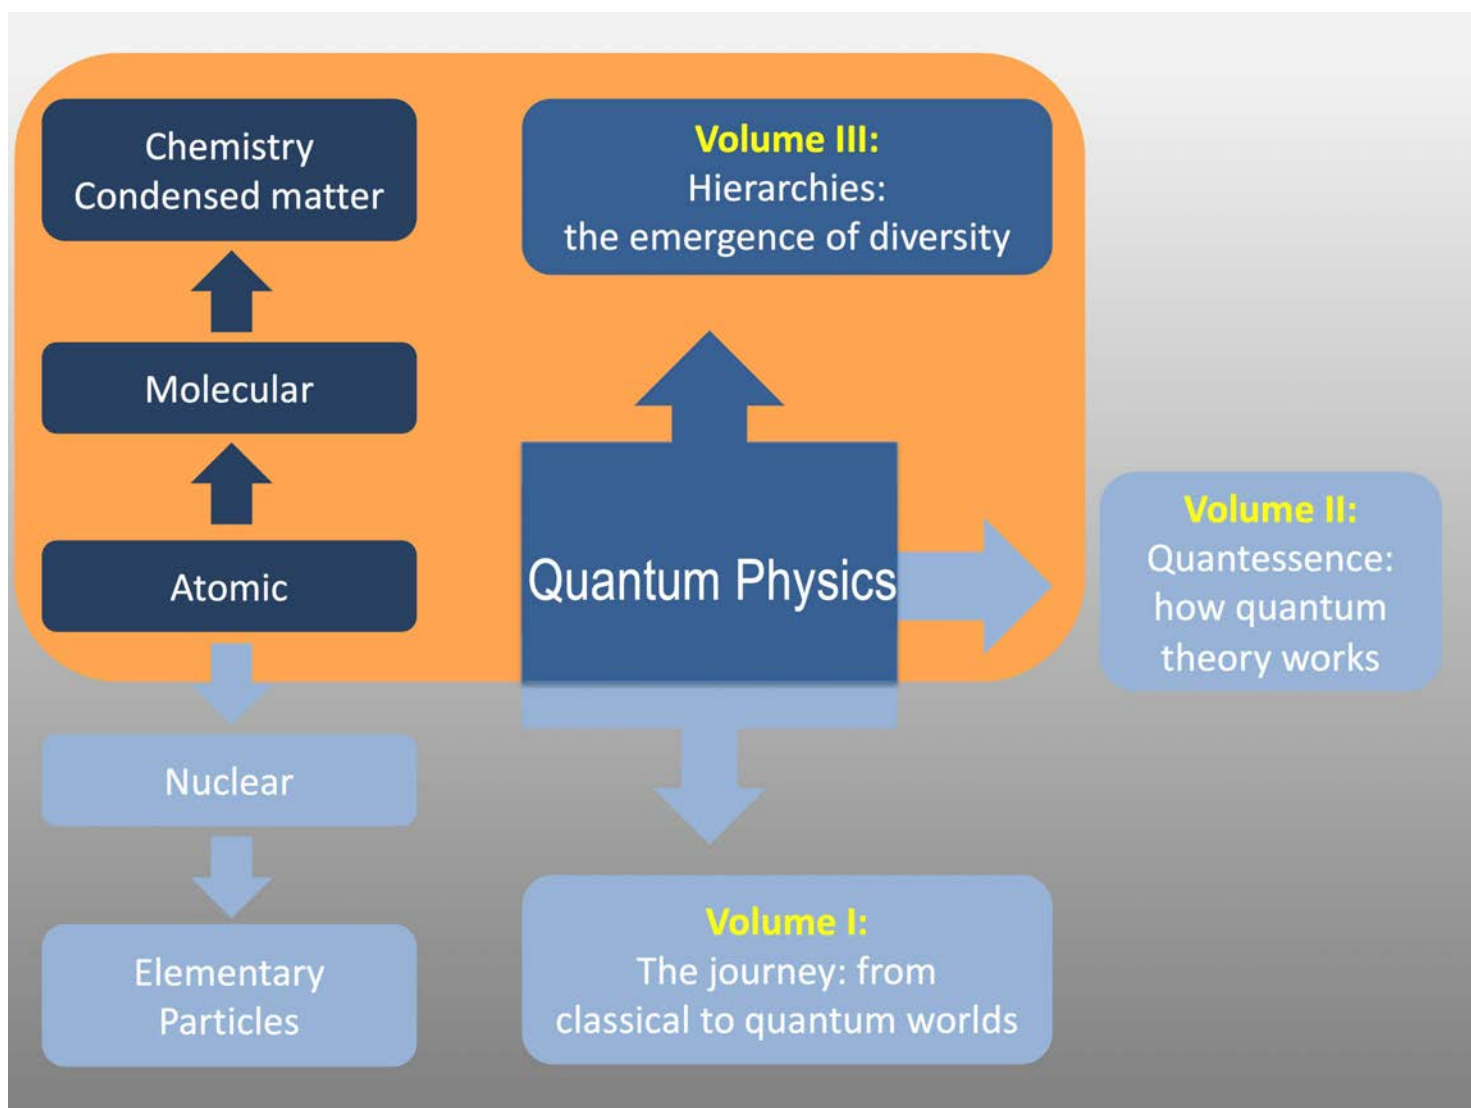 Chemistry
Condensed matter
Molecular
Atomic
Nuclear
Elementary
Particles
Volume III:
Hierarchies:
the emergence of diversity
Quantum Physics
Volume II:
Quantessence:
how quantum
theory works
Volume I:
The journey: from
classical to quantum worlds